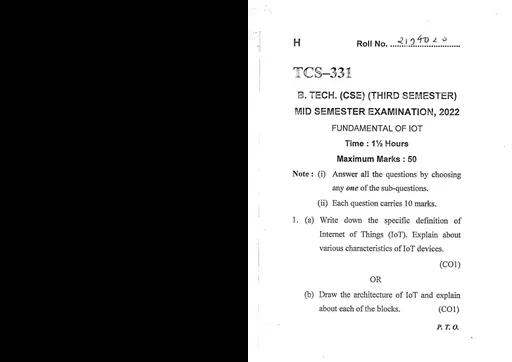 H Roll No. ............................
TCS–331
B. TECH. (CSE) (THIRD SEMESTER)
MID SEMESTER EXAMINATION, 2022
FUNDAMENTAL OF IOT
Time : 1½ Hours
Maximum Marks : 50
Note : (i) Answer all the questions by choosing
any one of the sub-questions.
(ii) Each question carries 10 marks.
1. (a) Write down the specific definition of
Internet of Things (IoT). Explain about
various characteristics of IoT devices.
(CO1)
OR
(b) Draw the architecture of IoT and explain
about each of the blocks. (CO1)
P. T. O.